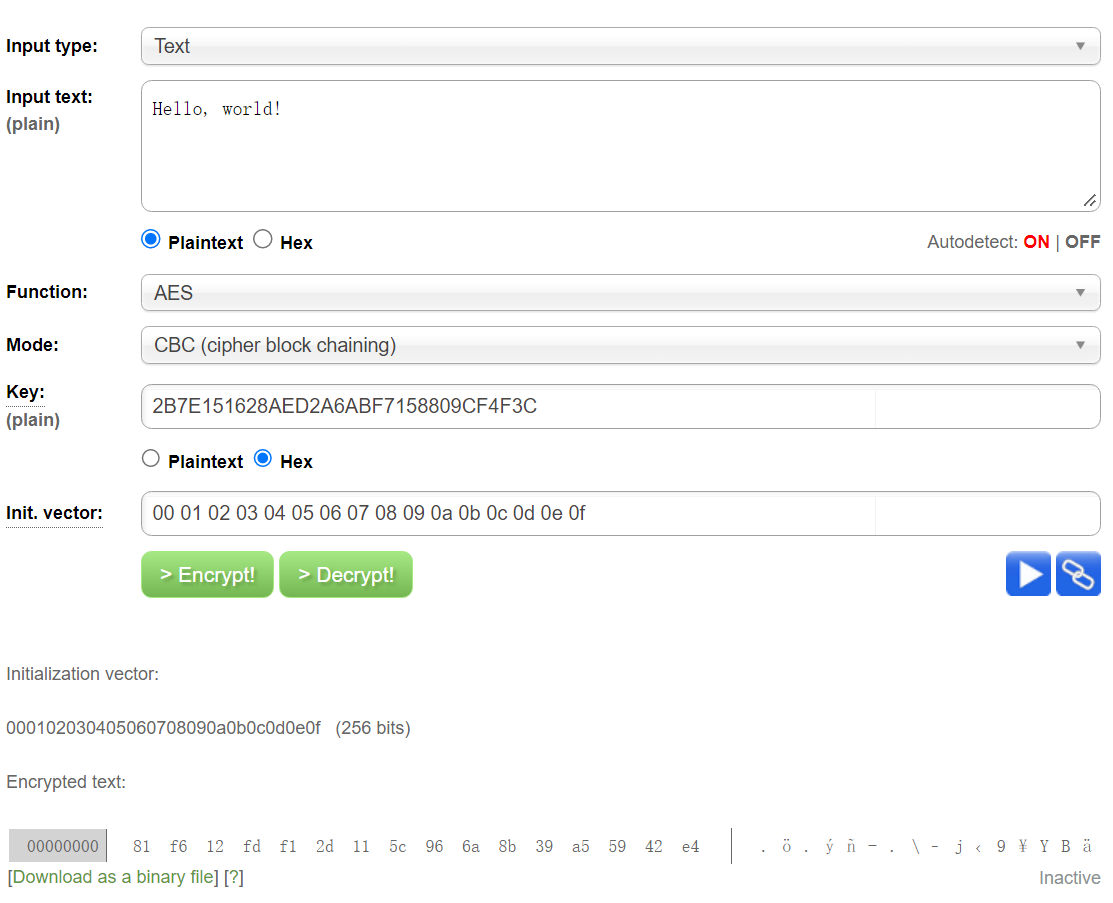 Input type: Text
Input text: (plain)
Hello, world!
Plaintext Hex Autodetect: ON | OFF
Function: AES
Mode: CBC (cipher block chaining)
Key: (plain)
2B7E151628AED2A6ABF7158809CF4F3C
Plaintext Hex
Init. vector: 00 01 02 03 04 05 06 07 08 09 0a 0b 0c 0d 0e 0f
> Encrypt! > Decrypt!
Initialization vector:
000102030405060708090a0b0c0d0e0f (256 bits)
Encrypted text:
00000000 81 f6 12 fd f1 2d 11 5c 96 6a 8b 39 a5 59 42 e4 . ö . ý ñ - . \ - j ‹ 9 ¥ Y B ä
[Download as a binary file] [?] Inactive